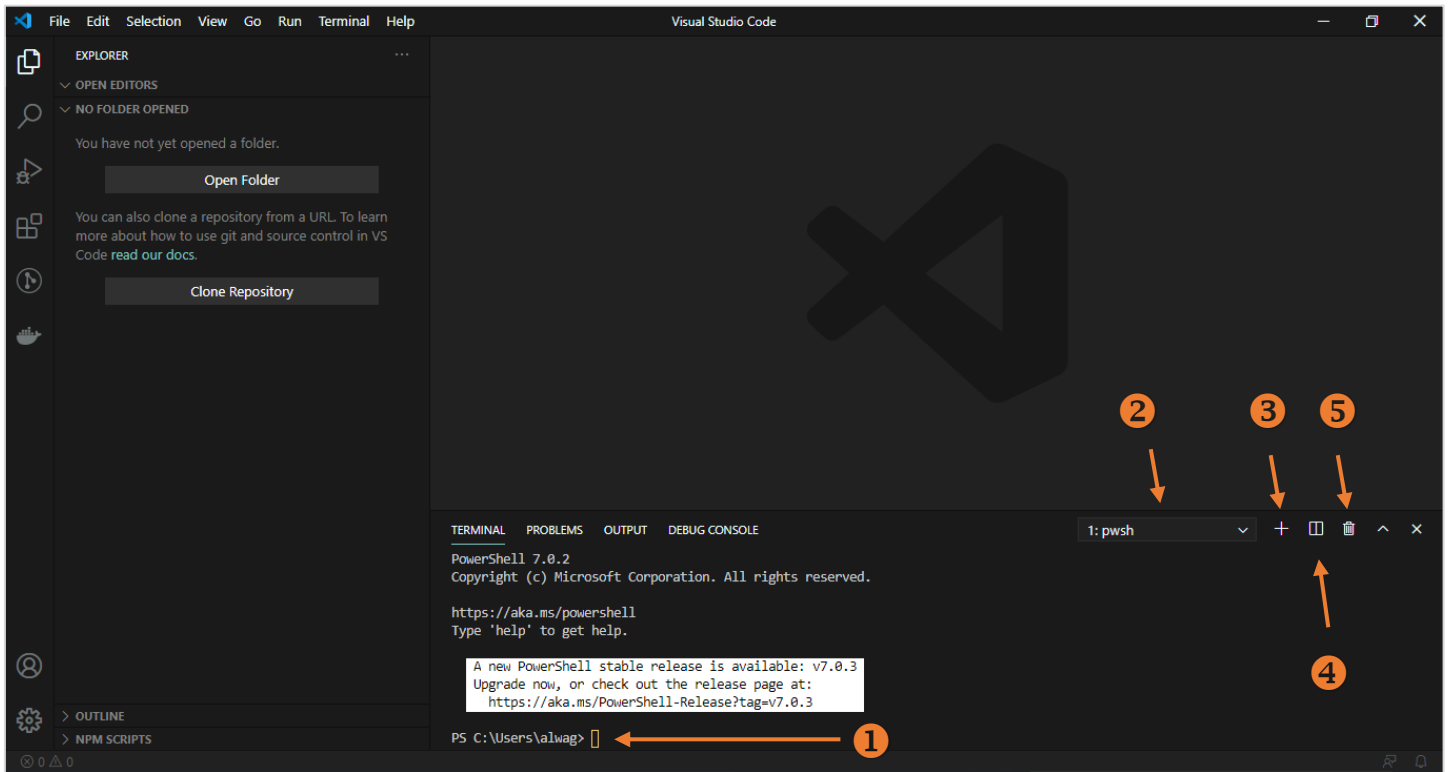 File Edit Selection View Go Run Terminal Help Visual Studio Code
EXPLORER
OPEN EDITORS
NO FOLDER OPENED
You have not yet opened a folder.
Open Folder
You can also clone a repository from a URL. To learn
more about how to use git and source control in VS
Code read our docs.
Clone Repository
OUTLINE
NPM SCRIPTS
2 3 5
TERMINAL PROBLEMS OUTPUT DEBUG CONSOLE 1: pwsh
PowerShell 7.0.2
Copyright (c) Microsoft Corporation. All rights reserved.
https://aka.ms/powershell
Type 'help' to get help.
A new PowerShell stable release is available: v7.0.3
Upgrade now, or check out the release page at:
https://aka.ms/PowerShell-Release?tag=v7.0.3
4
PS C:\Users\alwag> 1
0 0